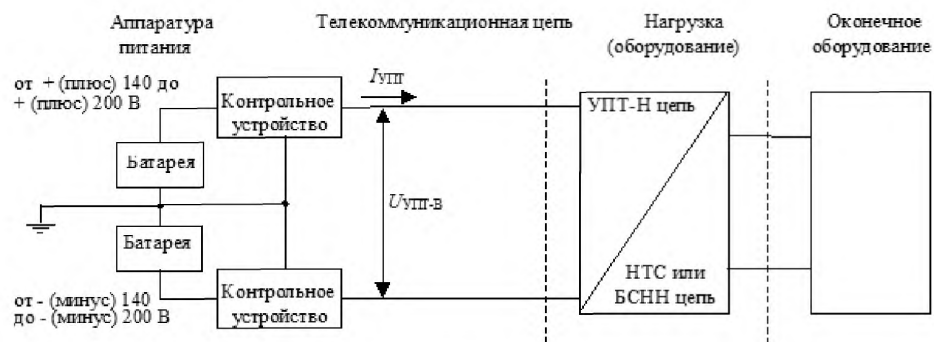 Аппаратура
питания
Телекоммуникационная цепь
Нагрузка
(оборудование)
Оконечное
оборудование
от + (плюс) 140 до
+ (плюс) 200 В
Контрольное
устройство
IУПТ
УПТ-Н цепь
Батарея
UУПТ-В
Батарея
от - (минус) 140
до - (минус) 200 В
Контрольное
устройство
НТС или
БСНН цепь